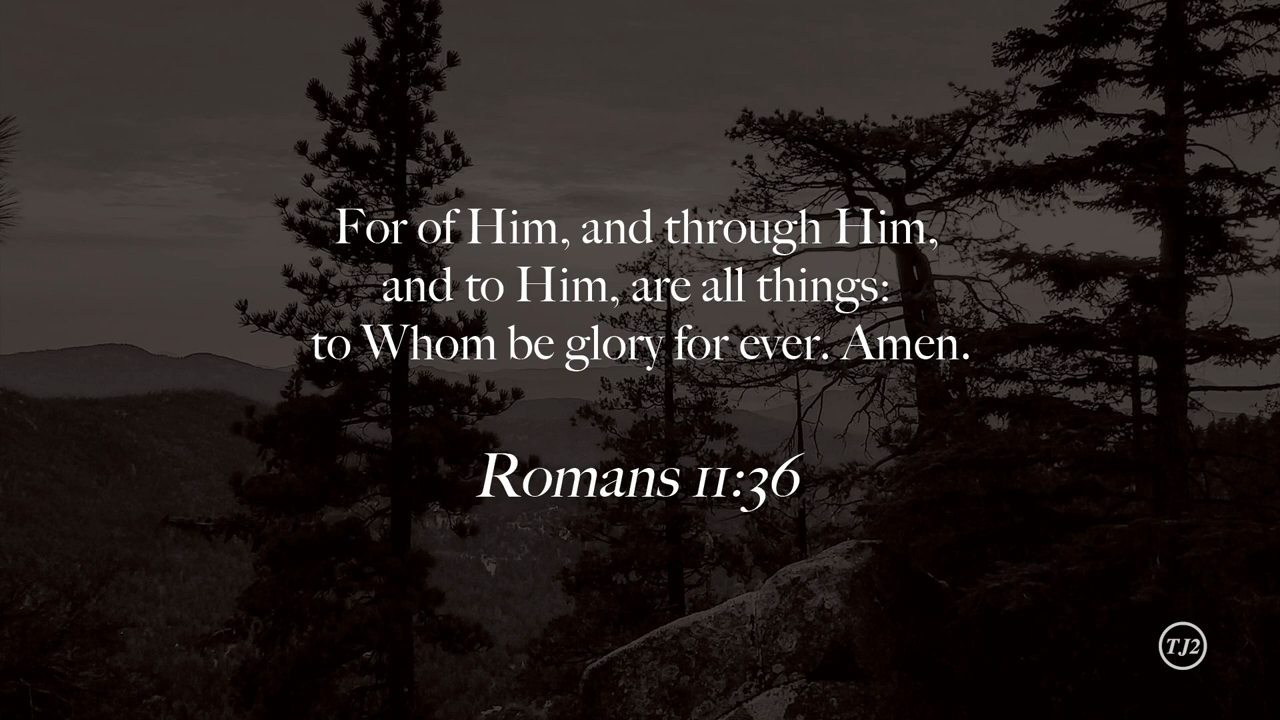 For of Him, and through Him,
and to Him, are all things:
to Whom be glory for ever. Amen.
Romans 11:36
TJ2